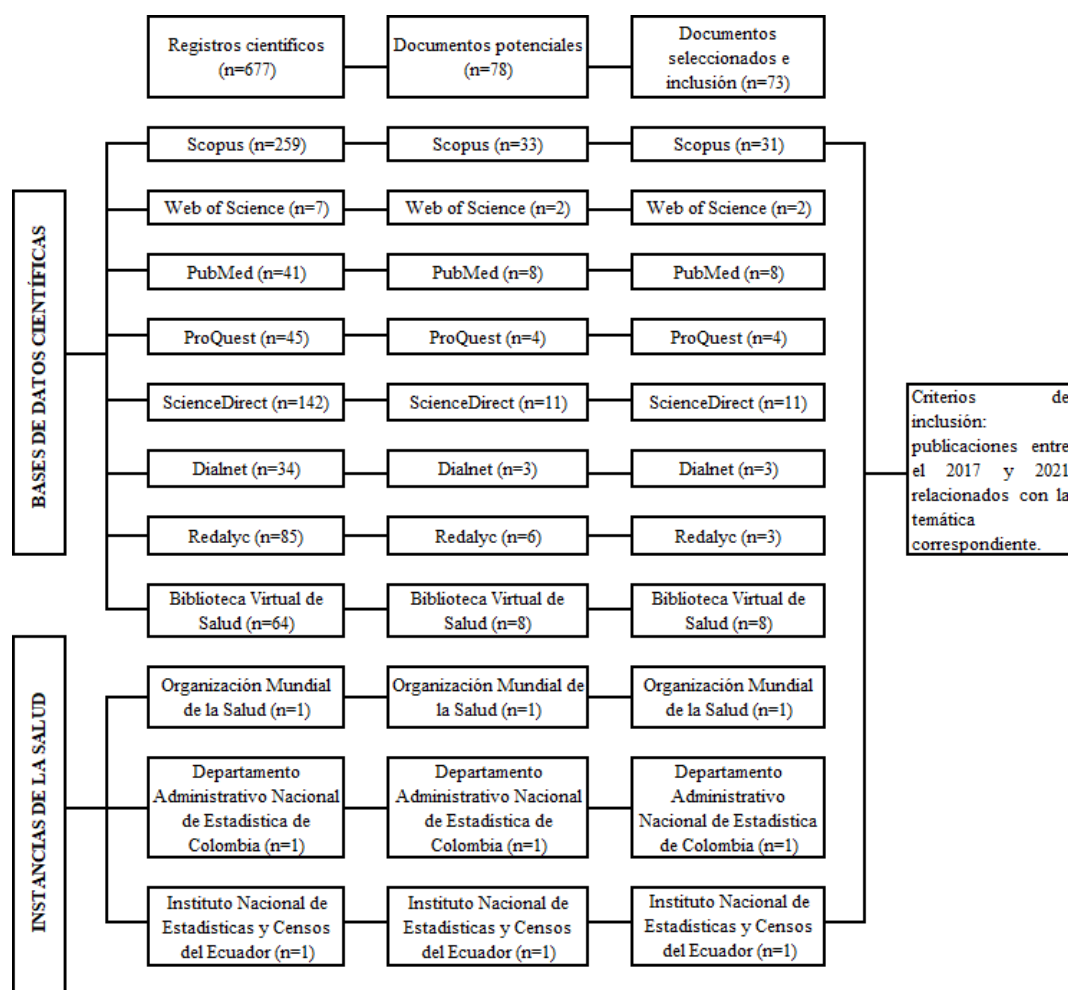 Registros científicos
(n=677)
Documentos potenciales
(n=78)
Documentos
seleccionados e
inclusión (n=73)
BASES DE DATOS CIENTÍFICAS
Scopus (n=259)
Scopus (n=33)
Scopus (n=31)
Web of Science (n=7)
Web of Science (n=2)
Web of Science (n=2)
PubMed (n=41)
PubMed (n=8)
PubMed (n=8)
ProQuest (n=45)
ProQuest (n=4)
ProQuest (n=4)
ScienceDirect (n=142)
ScienceDirect (n=11)
ScienceDirect (n=11)
Dialnet (n=34)
Dialnet (n=3)
Dialnet (n=3)
Redalyc (n=85)
Redalyc (n=6)
Redalyc (n=3)
Biblioteca Virtual de
Salud (n=64)
Biblioteca Virtual de
Salud (n=8)
Biblioteca Virtual de
Salud (n=8)
INSTANCIAS DE LA SALUD
Organización Mundial
de la Salud (n=1)
Organización Mundial de
la Salud (n=1)
Organización Mundial
de la Salud (n=1)
Departamento
Administrativo Nacional
de Estadística de
Colombia (n=1)
Departamento
Administrativo Nacional
de Estadística de
Colombia (n=1)
Departamento
Administrativo
Nacional de Estadística
de Colombia (n=1)
Instituto Nacional de
Estadísticas y Censos
del Ecuador (n=1)
Instituto Nacional de
Estadísticas y Censos
del Ecuador (n=1)
Instituto Nacional de
Estadísticas y Censos
del Ecuador (n=1)
Criterios de
inclusión:
publicaciones entre
el 2017 y 2021
relacionados con la
temática
correspondiente.